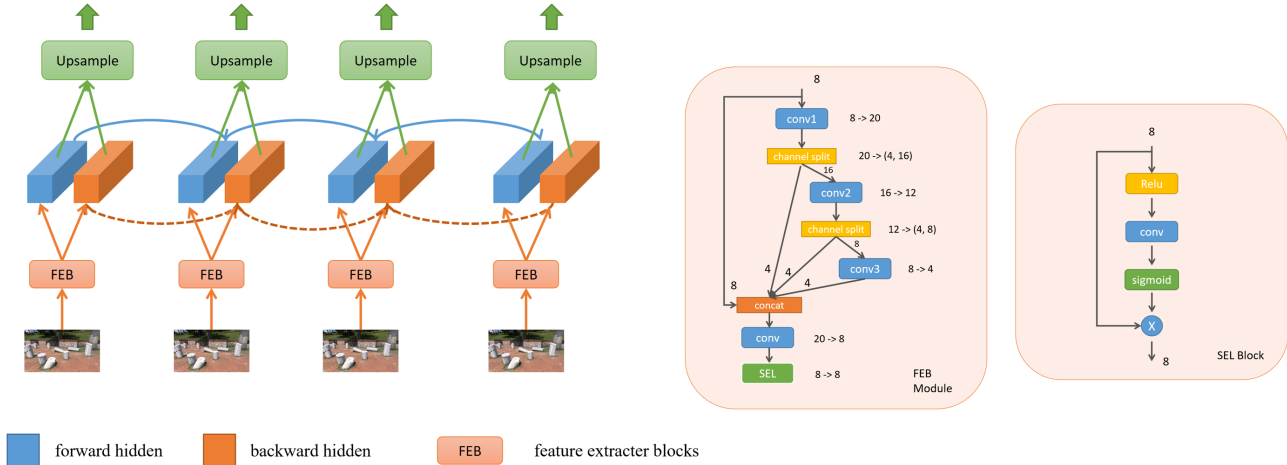 Upsample
Upsample
Upsample
Upsample
FEB
FEB
FEB
FEB
8
conv1
8 -> 20
channel split
20 -> (4, 16)
16
conv2
16 -> 12
channel split
12 -> (4, 8)
8
conv3
8 -> 4
4
4
4
8
concat
conv
20 -> 8
SEL
8 -> 8
FEB
Module
8
Relu
conv
sigmoid
X
8
SEL Block
forward hidden
backward hidden
FEB
feature extracter blocks